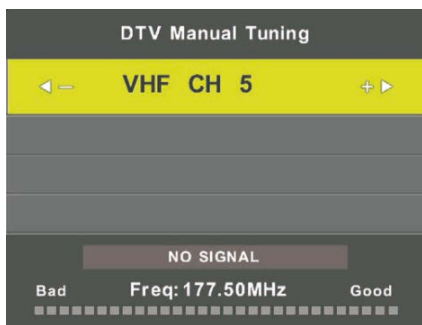 DTV Manual Tuning
− VHF CH 5 +
NO SIGNAL
Bad Freq:177.50MHz Good